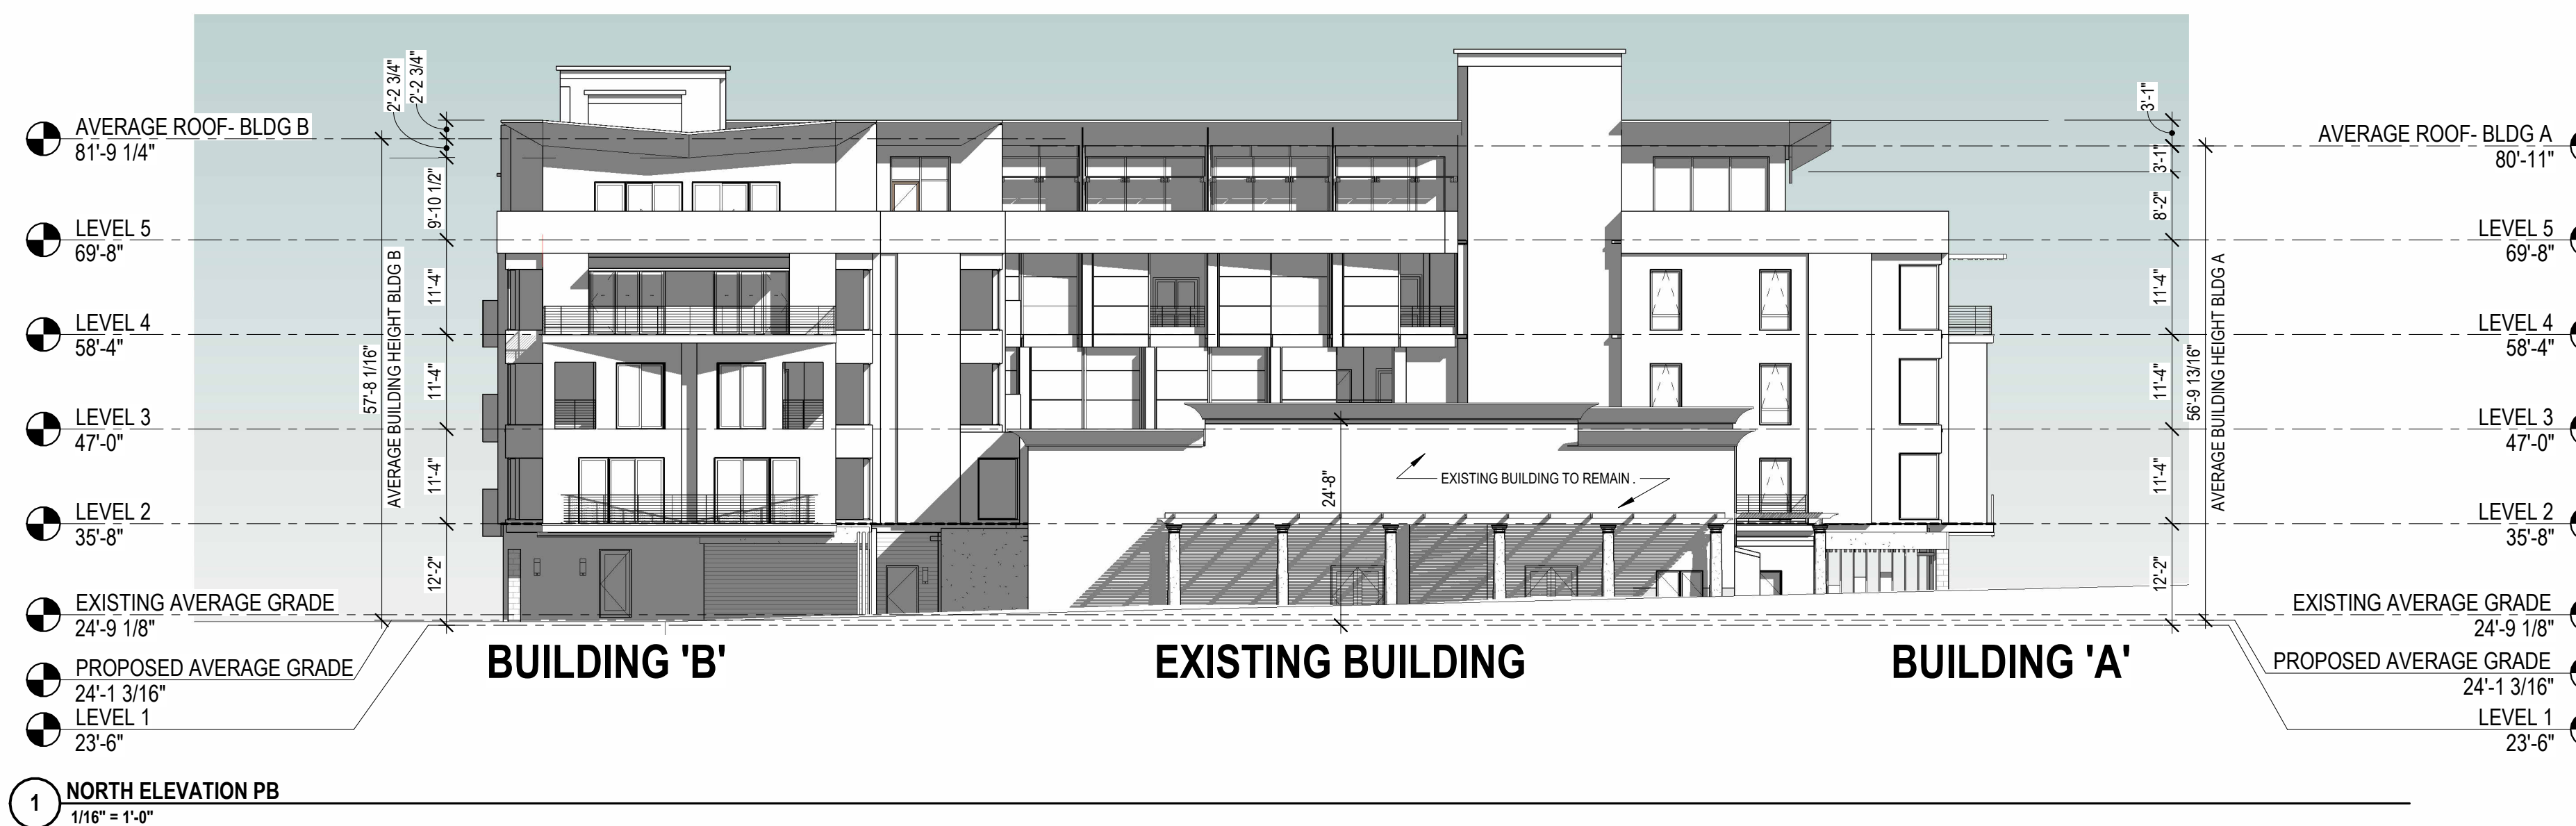 2'-2 3/4"
2'-2 3/4"
3'-1"
AVERAGE ROOF- BLDG B
81'-9 1/4"
AVERAGE ROOF- BLDG A
80'-11"
3'-1"
9'-10 1/2"
8'-2"
LEVEL 5
69'-8"
LEVEL 5
69'-8"
11'-4"
11'-4"
AVERAGE BUILDING HEIGHT BLDG B
57'-8 1/16"
AVERAGE BUILDING HEIGHT BLDG A
56'-9 13/16"
LEVEL 4
58'-4"
LEVEL 4
58'-4"
11'-4"
11'-4"
LEVEL 3
47'-0"
LEVEL 3
47'-0"
11'-4"
24'-8"
EXISTING BUILDING TO REMAIN .
11'-4"
LEVEL 2
35'-8"
LEVEL 2
35'-8"
12'-2"
12'-2"
EXISTING AVERAGE GRADE
24'-9 1/8"
EXISTING AVERAGE GRADE
24'-9 1/8"
BUILDING 'B'
EXISTING BUILDING
BUILDING 'A'
PROPOSED AVERAGE GRADE
24'-1 3/16"
PROPOSED AVERAGE GRADE
24'-1 3/16"
LEVEL 1
23'-6"
LEVEL 1
23'-6"
1
NORTH ELEVATION PB
1/16" = 1'-0"